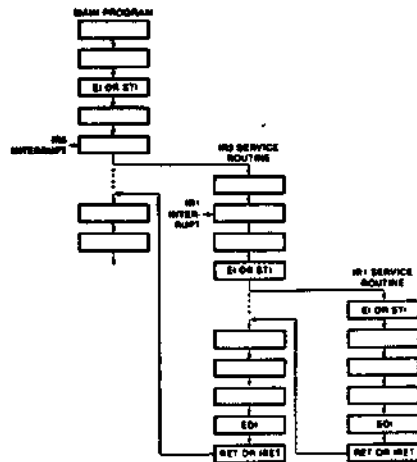 MAIN PROGRAM
EI OR STI
INTERRUPT
IR3 SERVICE
ROUTINE
IR1
INTER-
RUPT
EI OR STI
IR1 SERVICE
ROUTINE
EI OR STI
EOI
EOI
RET OR IRET
RET OR IRET